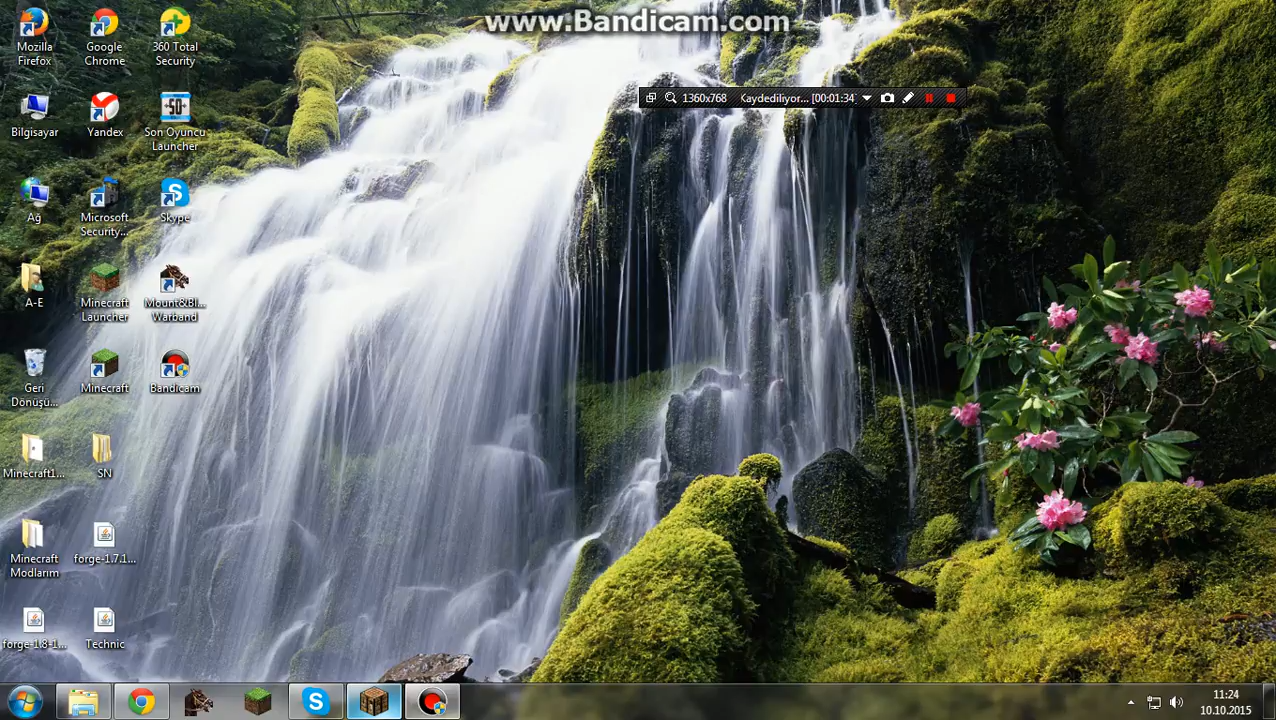 www.Bandicam.com
1360x768 Kaydediliyor... [00:01:34]
Mozilla
Firefox
Google
Chrome
360 Total
Security
Bilgisayar
Yandex
Son Oyuncu
Launcher
Ağ
Microsoft
Security...
Skype
A-E
Minecraft
Launcher
Mount&Bl...
Warband
Geri
Dönüşü...
Minecraft
Bandicam
Minecraft1...
SN
Minecraft
Modlarım
forge-1.7.1...
forge-1.8-1...
Technic
11:24
10.10.2015